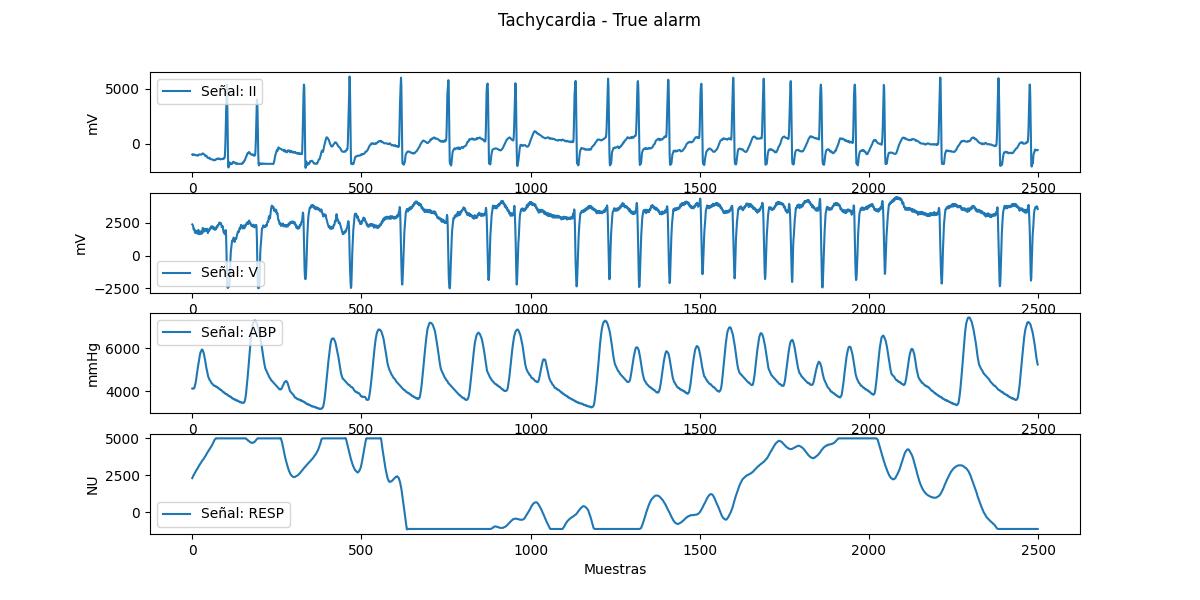 Tachycardia - True alarm
5000
0
mV
Señal: II
0 500 1000 1500 2000 2500
2500
0
−2500
mV
Señal: V
0 500 1000 1500 2000 2500
6000
4000
mmHg
Señal: ABP
0 500 1000 1500 2000 2500
5000
2500
0
NU
Señal: RESP
0 500 1000 1500 2000 2500
Muestras